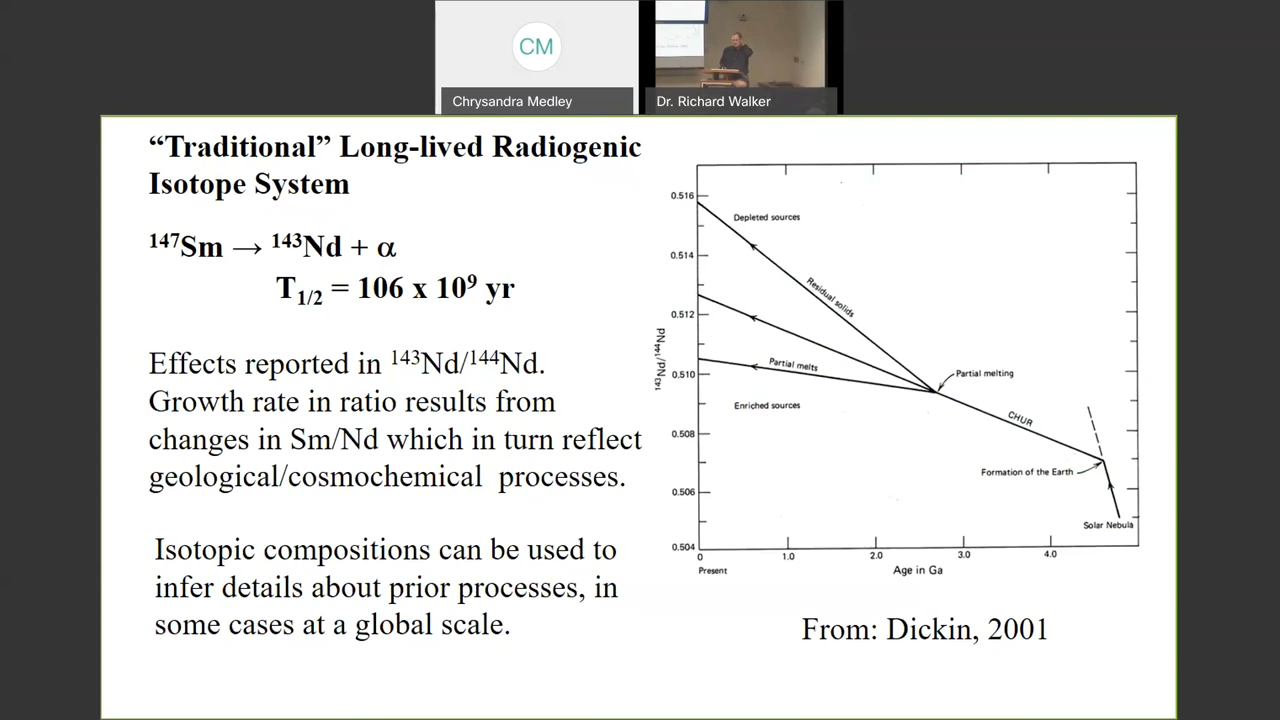 CM
Chrysandra Medley
Dr. Richard Walker
“Traditional” Long-lived Radiogenic
Isotope System
¹⁴⁷Sm → ¹⁴³Nd + α
T₁/₂ = 106 x 10⁹ yr
Effects reported in ¹⁴³Nd/¹⁴⁴Nd.
Growth rate in ratio results from
changes in Sm/Nd which in turn reflect
geological/cosmochemical processes.
Isotopic compositions can be used to
infer details about prior processes, in
some cases at a global scale.
0.516
0.514
0.512
0.510
0.508
0.506
0.504
¹⁴³Nd/¹⁴⁴Nd
Depleted sources
Residual solids
Partial melts
Enriched sources
Partial melting
CHUR
Formation of the Earth
Solar Nebula
0
1.0
2.0
3.0
4.0
Present
Age in Ga
From: Dickin, 2001